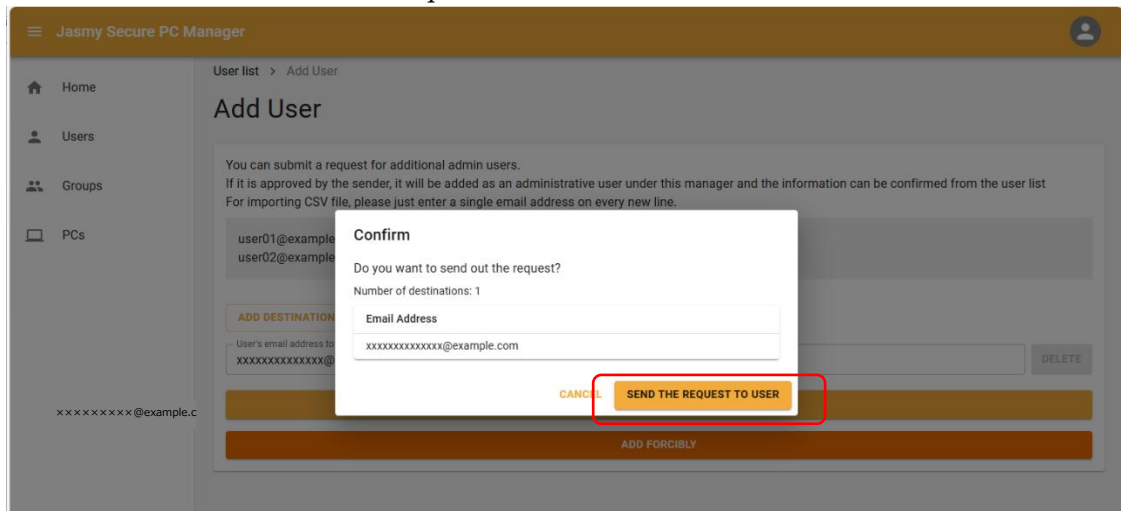 Jasmy Secure PC Manager
Home
Users
Groups
PCs
×××××××××@example.c
User list > Add User
Add User
You can submit a request for additional admin users.
If it is approved by the sender, it will be added as an administrative user under this manager and the information can be confirmed from the user list
For importing CSV file, please just enter a single email address on every new line.
user01@example
user02@example
ADD DESTINATION
User's email address to
xxxxxxxxxxxxxx@
DELETE
Confirm
Do you want to send out the request?
Number of destinations: 1
Email Address
xxxxxxxxxxxxxx@example.com
CANCEL
SEND THE REQUEST TO USER
ADD FORCIBLY